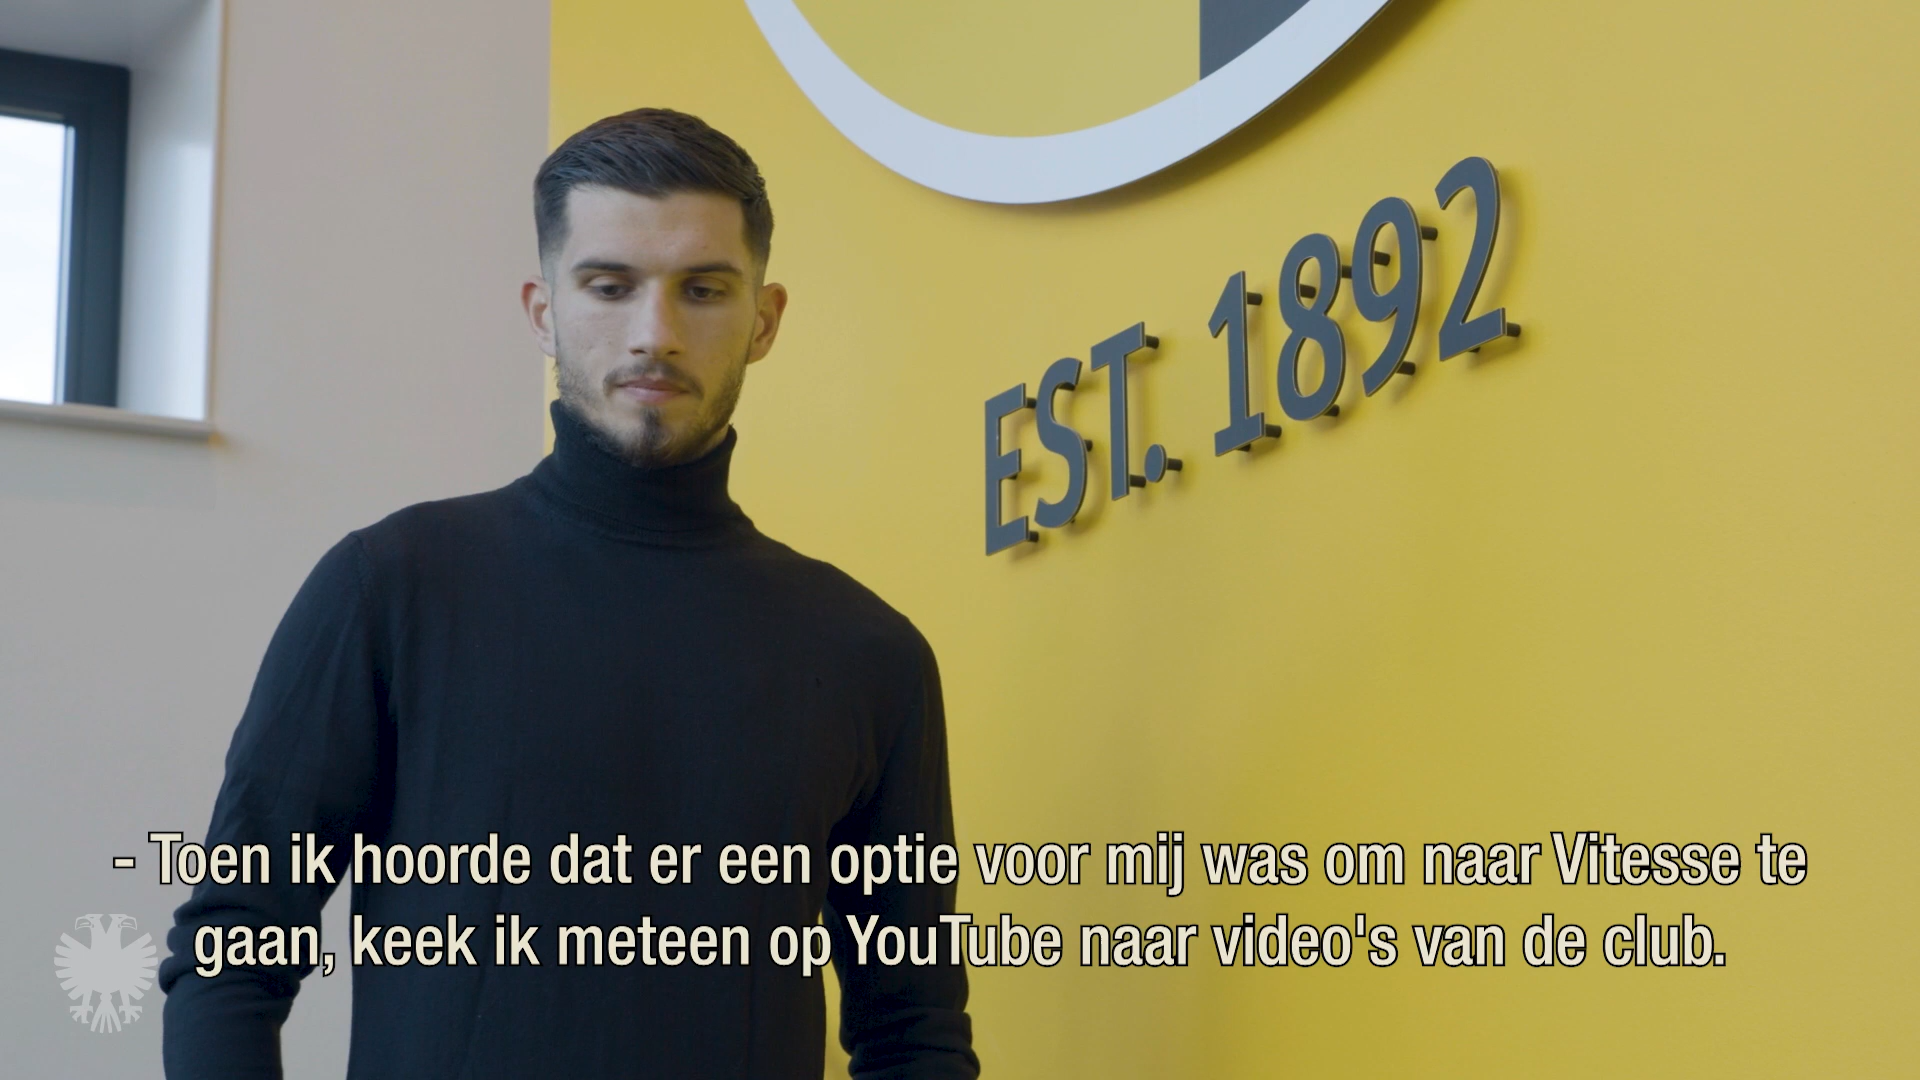 EST. 1892
- Toen ik hoorde dat er een optie voor mij was om naar Vitesse te
gaan, keek ik meteen op YouTube naar video's van de club.